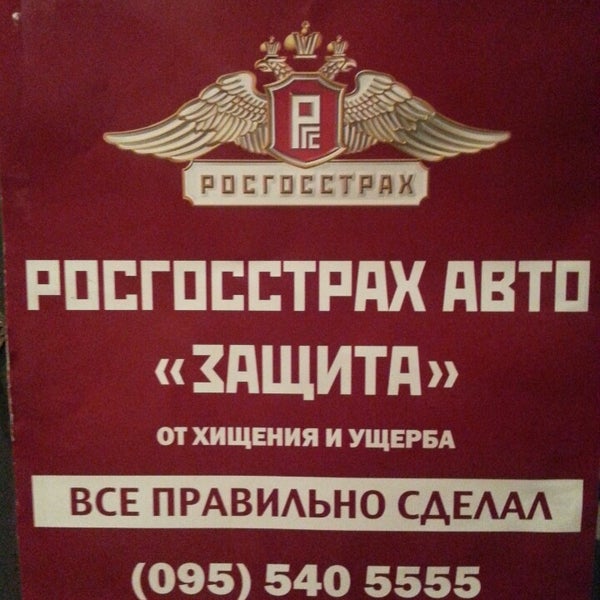 РГС
РОСГОССТРАХ
РОСГОССТРАХ АВТО
«ЗАЩИТА»
ОТ ХИЩЕНИЯ И УЩЕРБА
ВСЕ ПРАВИЛЬНО СДЕЛАЛ
(095) 540 5555